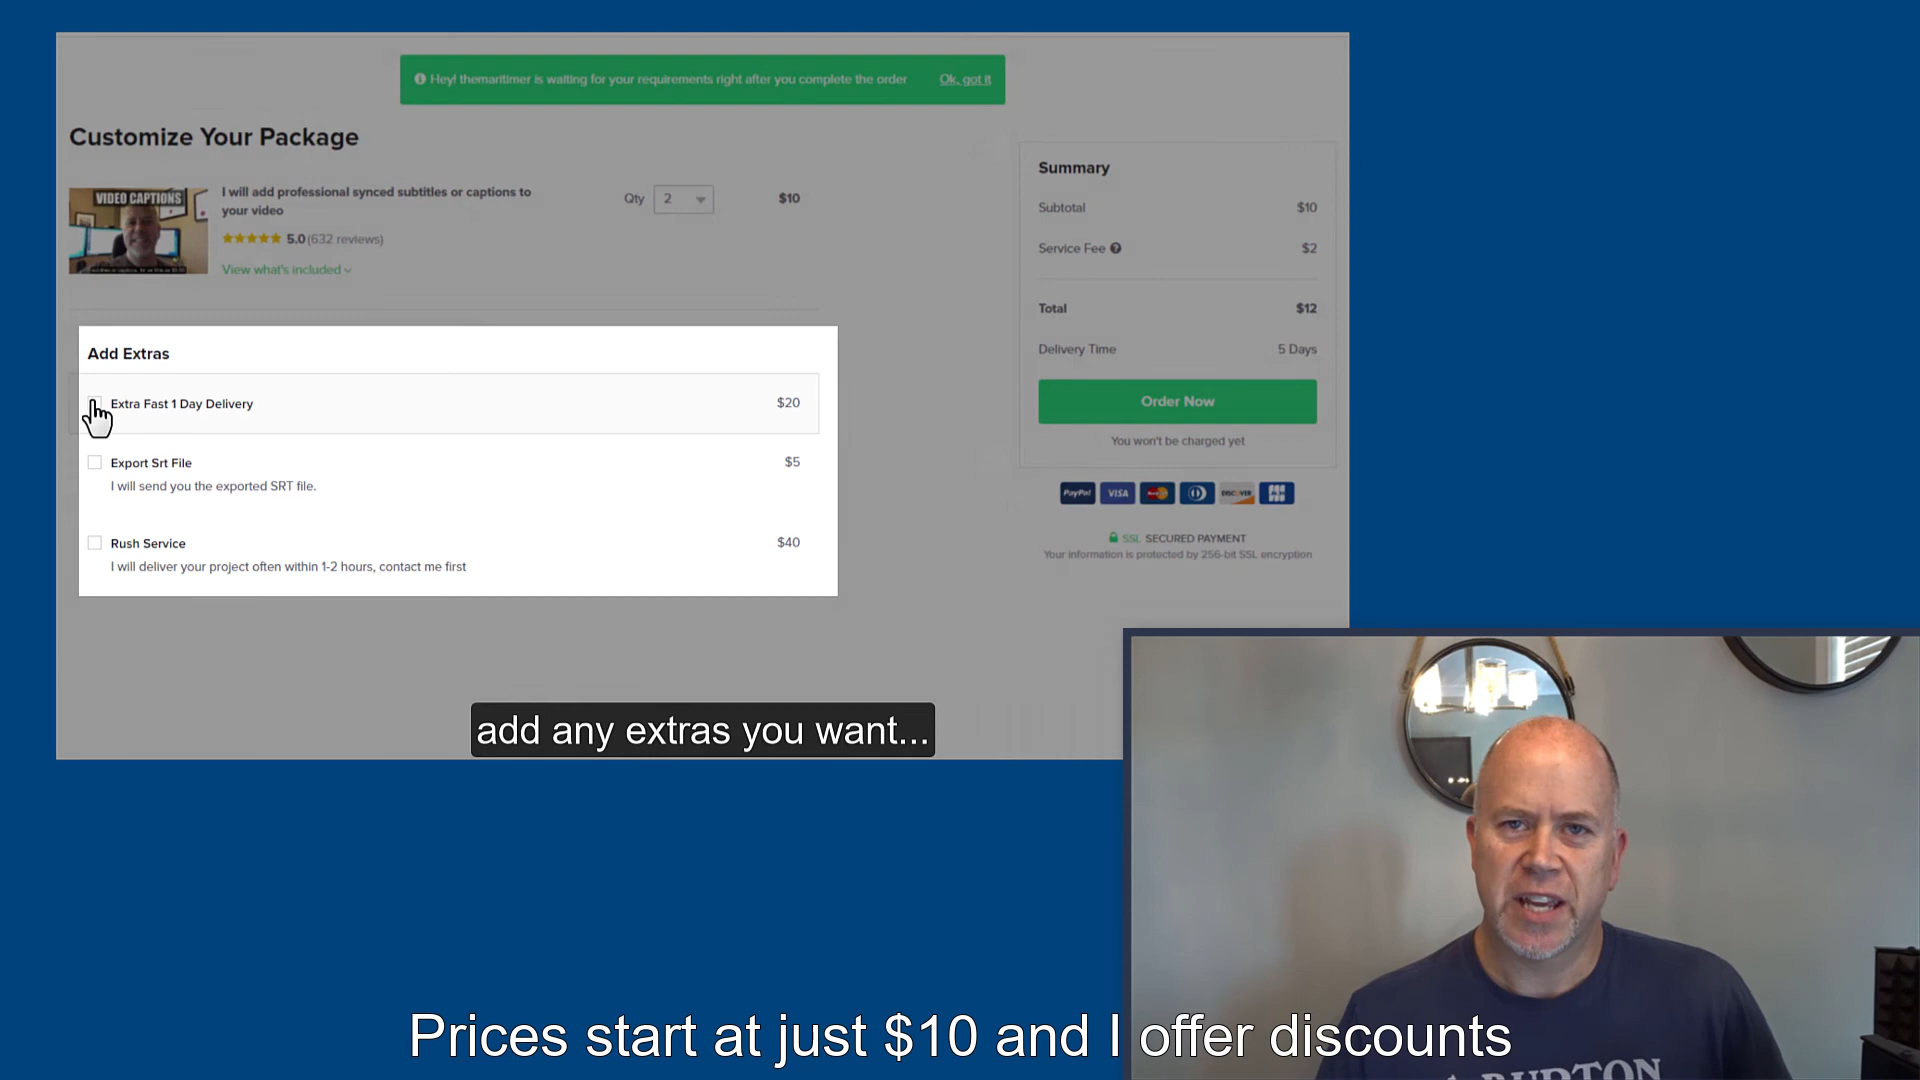 Hey! themaritimer is waiting for your requirements right after you complete the order
Ok, got it
Customize Your Package
VIDEO CAPTIONS
I will add professional synced subtitles or captions to
your video
5.0 (632 reviews)
View what's included
Qty 2 $10
Add Extras
Extra Fast 1 Day Delivery $20
Export Srt File $5
I will send you the exported SRT file.
Rush Service $40
I will deliver your project often within 1-2 hours, contact me first
Summary
Subtotal $10
Service Fee $2
Total $12
Delivery Time 5 Days
Order Now
You won't be charged yet
PayPal VISA DISCOVER JCB
SSL SECURED PAYMENT
Your information is protected by 256-bit SSL encryption
add any extras you want...
Prices start at just $10 and I offer discounts
BURTON